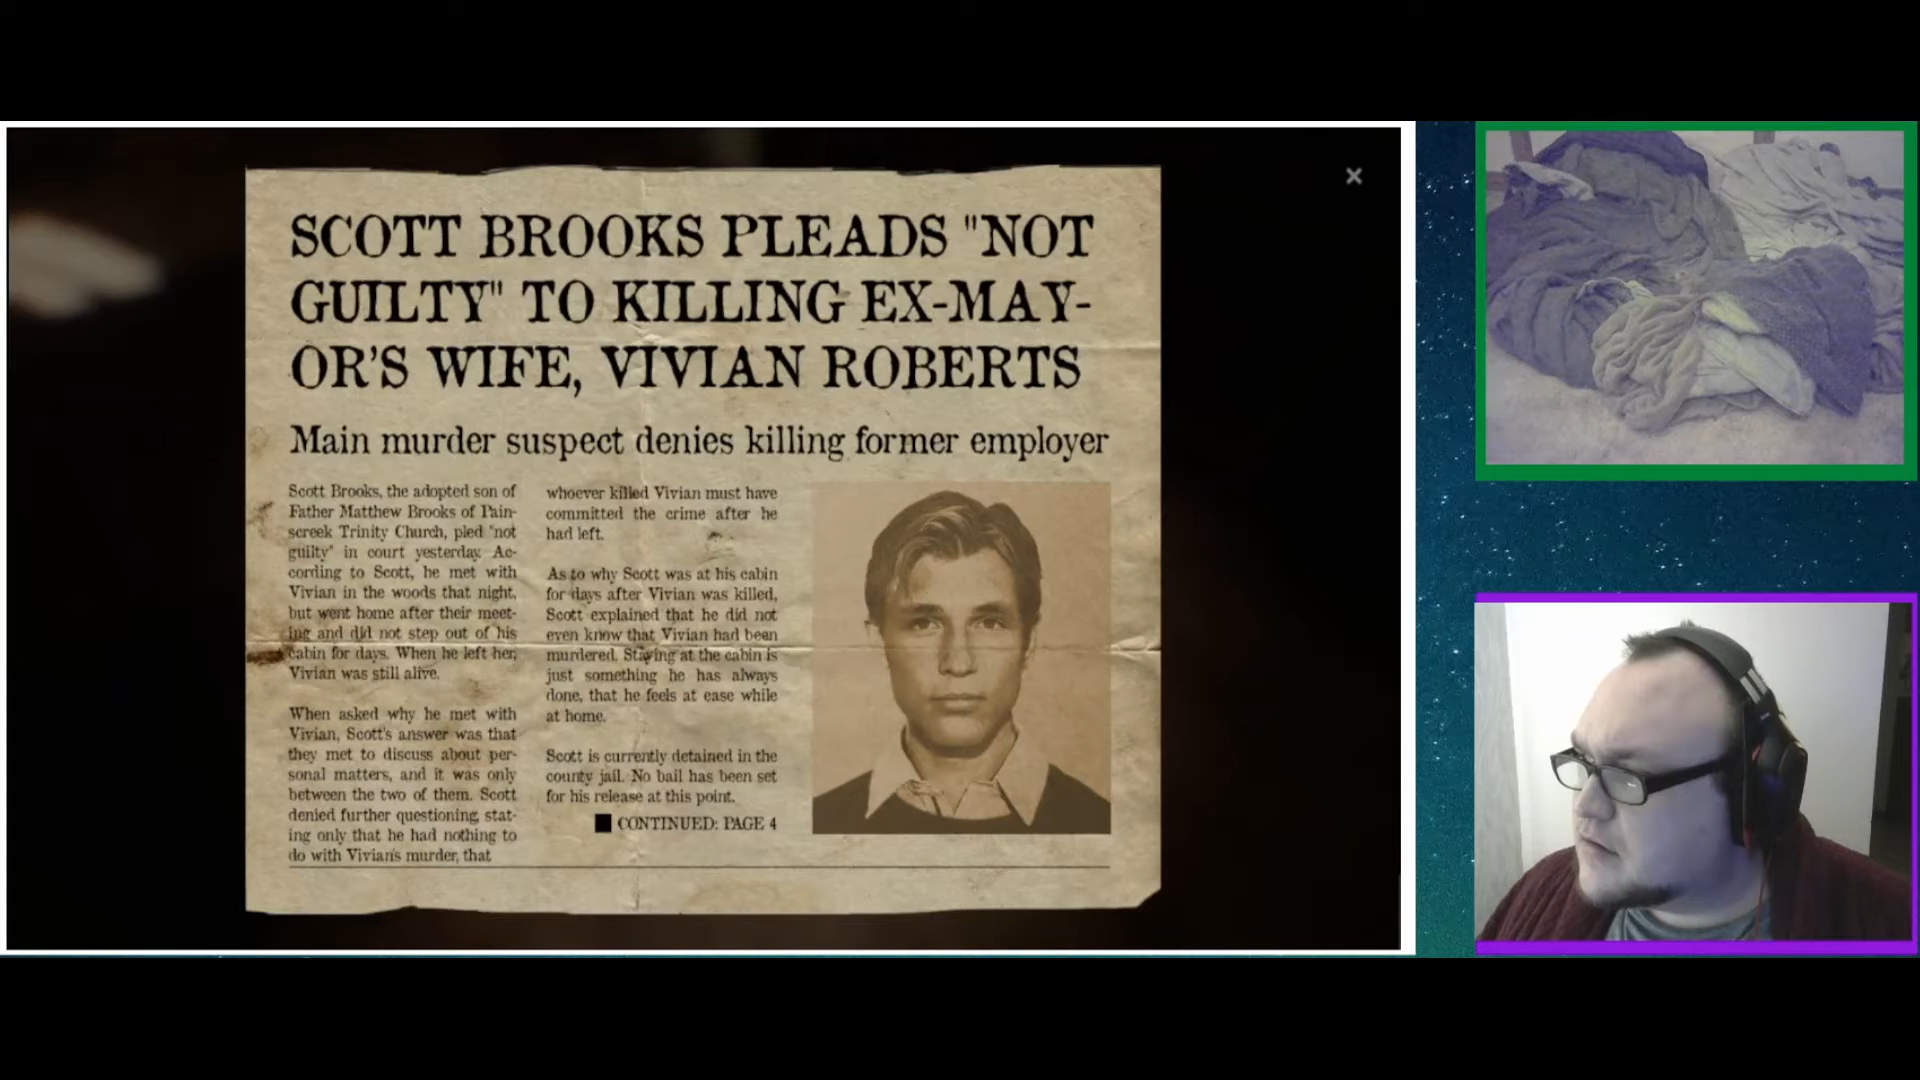 SCOTT BROOKS PLEADS "NOT
GUILTY" TO KILLING EX-MAY-
OR'S WIFE, VIVIAN ROBERTS
Main murder suspect denies killing former employer
Scott Brooks, the adopted son of
Father Matthew Brooks of Pain-
screek Trinity Church, pled "not
guilty" in court yesterday. Ac-
cording to Scott, he met with
Vivian in the woods that night,
but went home after their meet-
ing and did not step out of his
cabin for days. When he left her,
Vivian was still alive.
When asked why he met with
Vivian, Scott's answer was that
they met to discuss about per-
sonal matters, and it was only
between the two of them. Scott
denied further questioning, stat-
ing only that he had nothing to
do with Vivian's murder, that
whoever killed Vivian must have
committed the crime after he
had left.
As to why Scott was at his cabin
for days after Vivian was killed,
Scott explained that he did not
even know that Vivian had been
murdered. Staying at the cabin is
just something he has always
done, that he feels at ease while
at home.
Scott is currently detained in the
county jail. No bail has been set
for his release at this point.
CONTINUED: PAGE 4